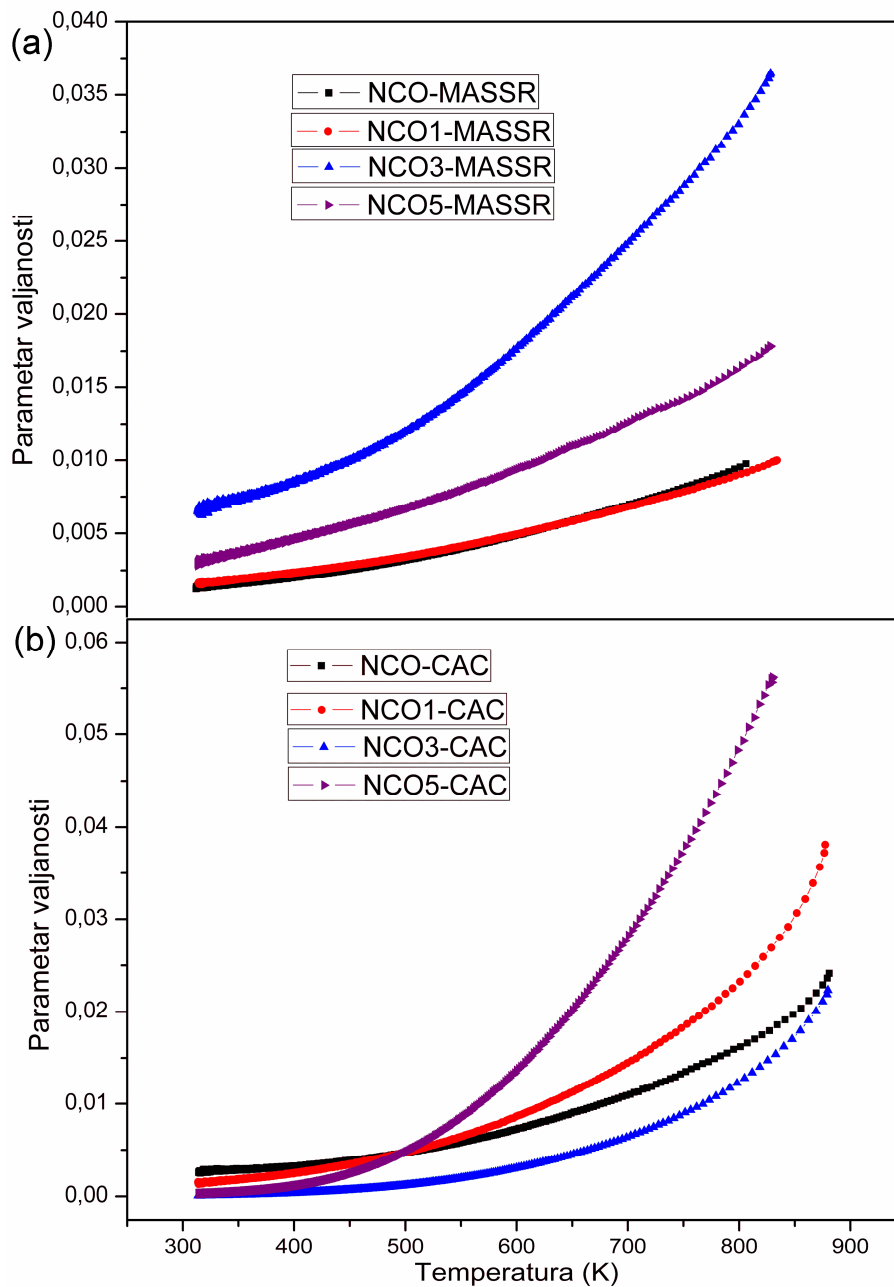 (a)
0,040
0,035
0,030
0,025
0,020
0,015
0,010
0,005
0,000
Parametar valjanosti
NCO-MASSR
NCO1-MASSR
NCO3-MASSR
NCO5-MASSR
(b)
0,06
0,05
0,04
0,03
0,02
0,01
0,00
Parametar valjanosti
NCO-CAC
NCO1-CAC
NCO3-CAC
NCO5-CAC
300 400 500 600 700 800 900
Temperatura (K)